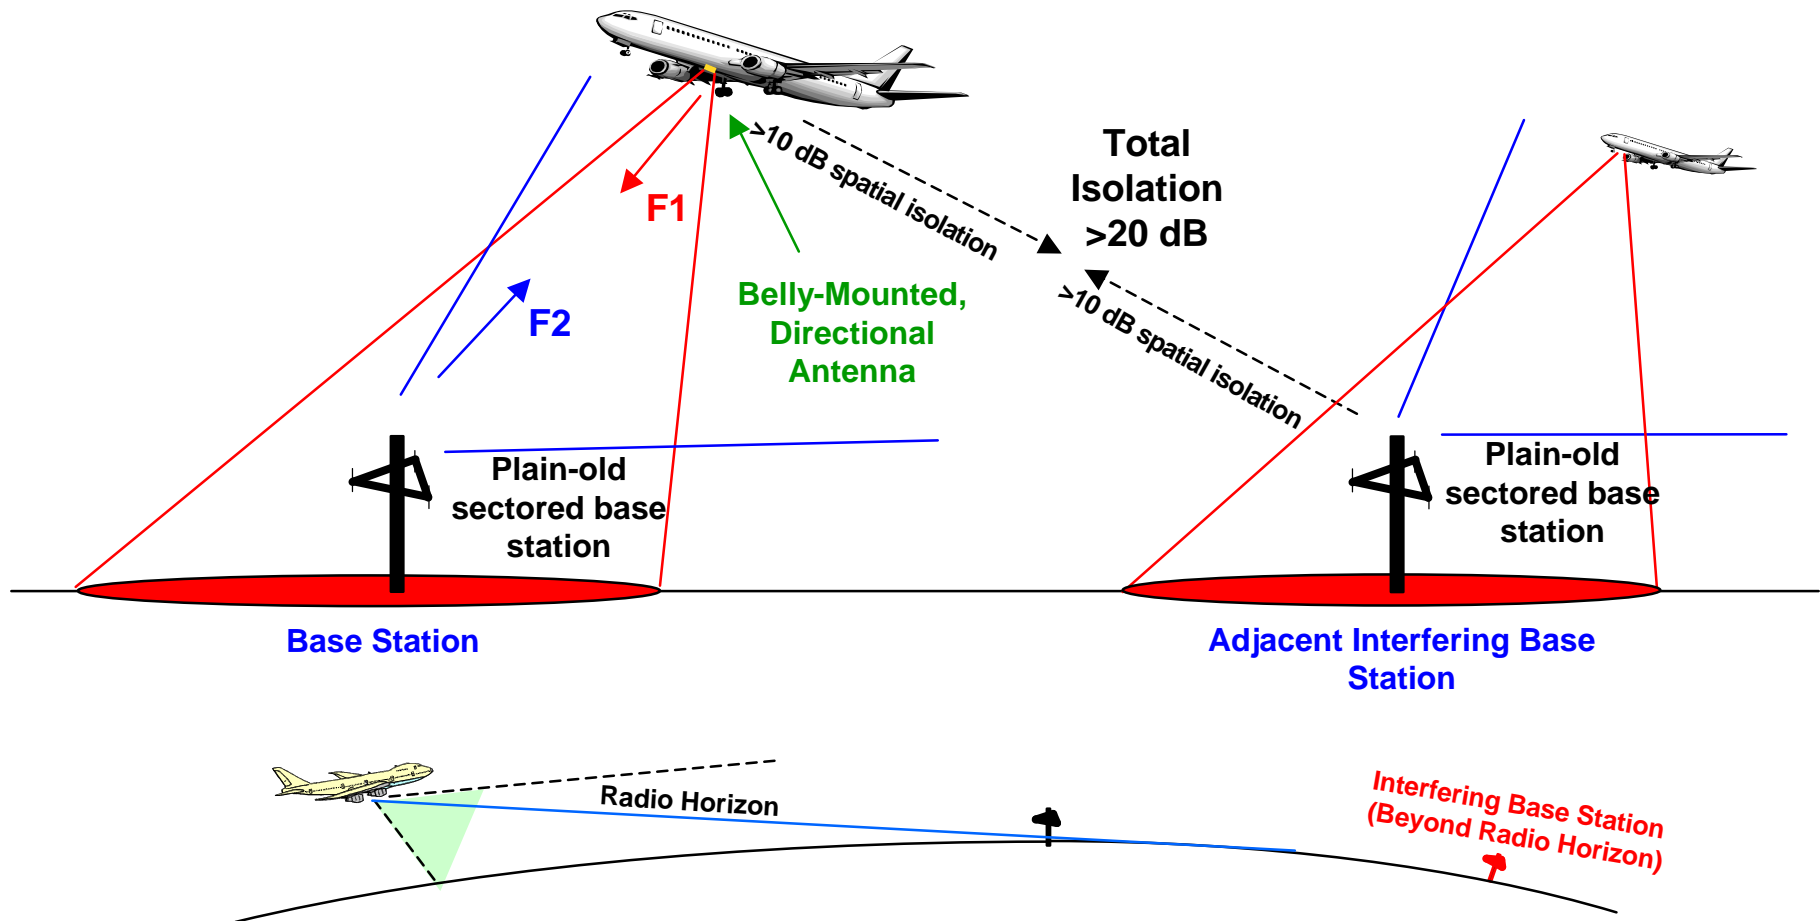 >10 dB spatial isolation
Total
Isolation
>20 dB
F1
Belly-Mounted,
Directional
Antenna
F2
>10 dB spatial isolation
Plain-old
sectored base
station
Plain-old
sectored base
station
Base Station
Adjacent Interfering Base
Station
Radio Horizon
Interfering Base Station
(Beyond Radio Horizon)